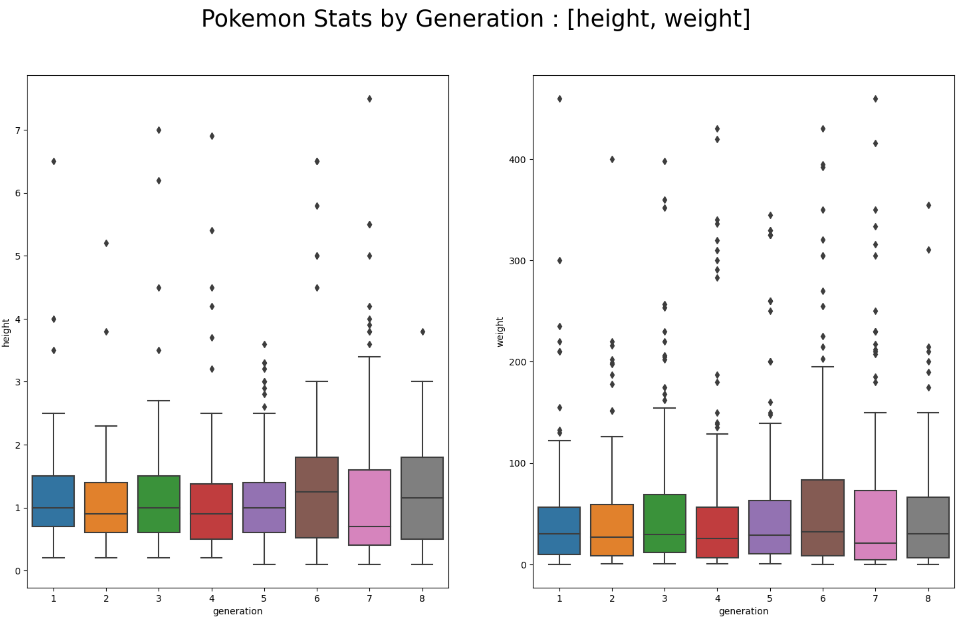 Pokemon Stats by Generation : [height, weight]
height
7
6
5
4
3
2
1
0
1 2 3 4 5 6 7 8
generation
weight
400
300
200
100
0
1 2 3 4 5 6 7 8
generation